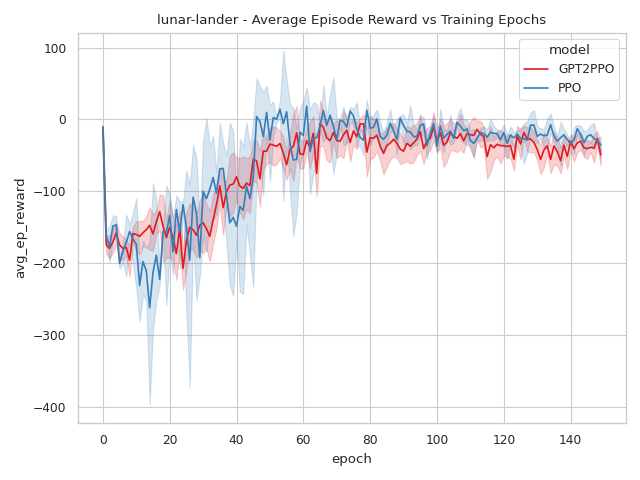 lunar-lander - Average Episode Reward vs Training Epochs
model
GPT2PPO
PPO
avg_ep_reward
100
0
−100
−200
−300
−400
0 20 40 60 80 100 120 140
epoch